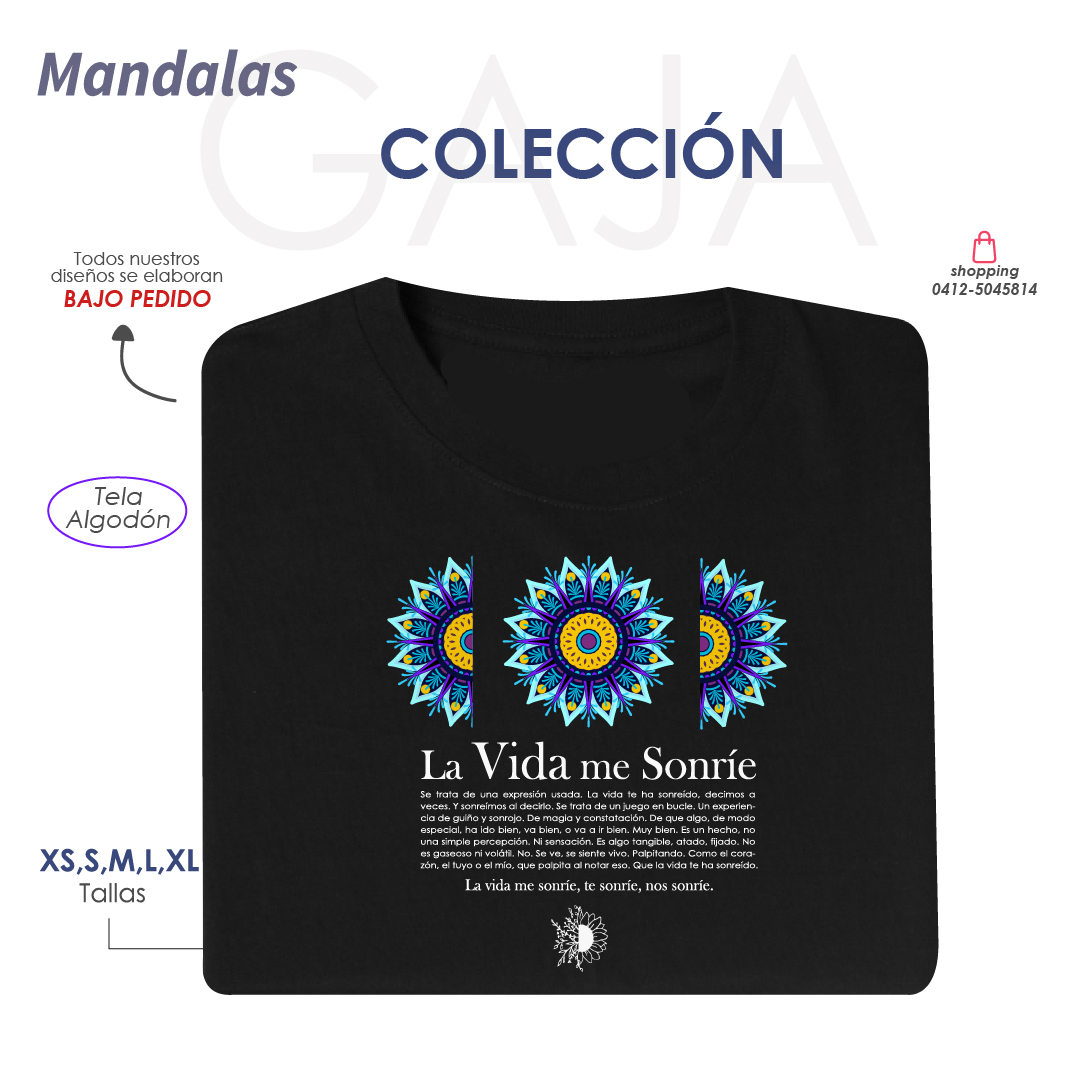 GAJA
Mandalas
COLECCIÓN
Todos nuestros
diseños se elaboran
BAJO PEDIDO
shopping
0412-5045814
Tela
Algodón
La Vida me Sonríe
Se trata de una expresión usada. La vida te ha sonreído, decimos a
veces. Y sonreímos al decirlo. Se trata de un juego en bucle. Un experien-
cia de guiño y sonrojo. De magia y constatación. De que algo, de modo
especial, ha ido bien, va bien, o va a ir bien. Muy bien. Es un hecho, no
una simple percepción. Ni sensación. Es algo tangible, atado, fijado. No
es gaseoso ni volátil. No. Se ve, se siente vivo. Palpitando. Como el cora-
zón, el tuyo o el mío, que palpita al notar eso. Que la vida te ha sonreído.
La vida me sonríe, te sonríe, nos sonríe.
XS,S,M,L,XL
Tallas